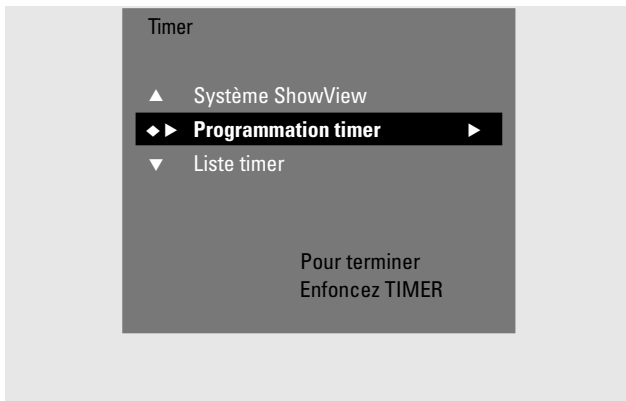 Timer
▲ Système ShowView
◆▶ Programmation timer ▶
▼ Liste timer
Pour terminer
Enfoncez TIMER